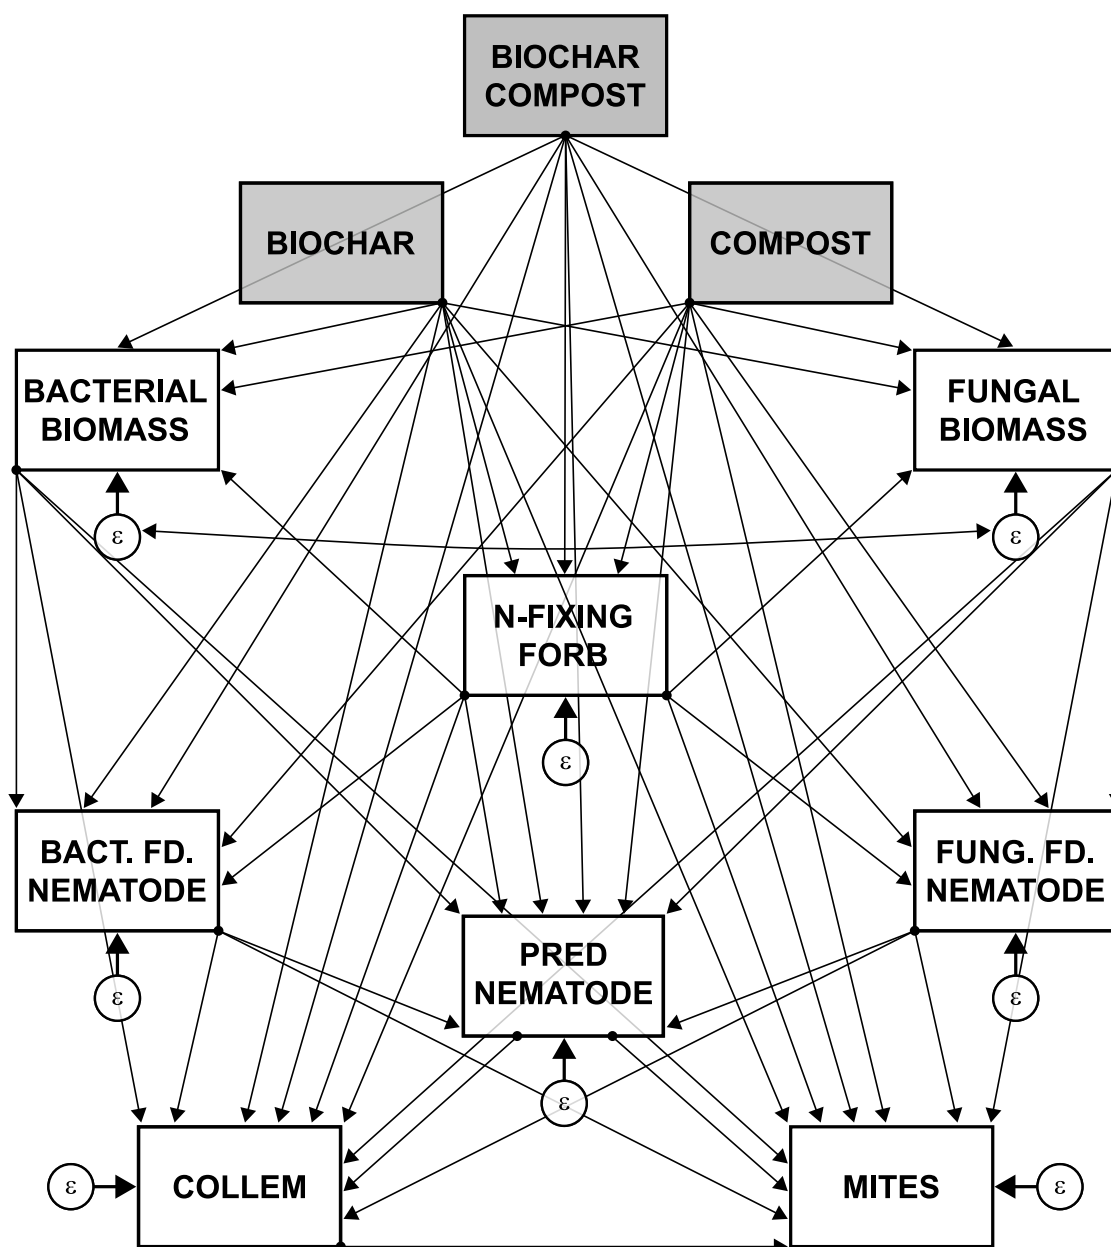 BIOCHAR
COMPOST
BIOCHAR
COMPOST
BACTERIAL
BIOMASS
FUNGAL
BIOMASS
ε
ε
N-FIXING
FORB
ε
BACT. FD.
NEMATODE
FUNG. FD.
NEMATODE
PRED
NEMATODE
ε
ε
ε
COLLEM
MITES
ε
ε